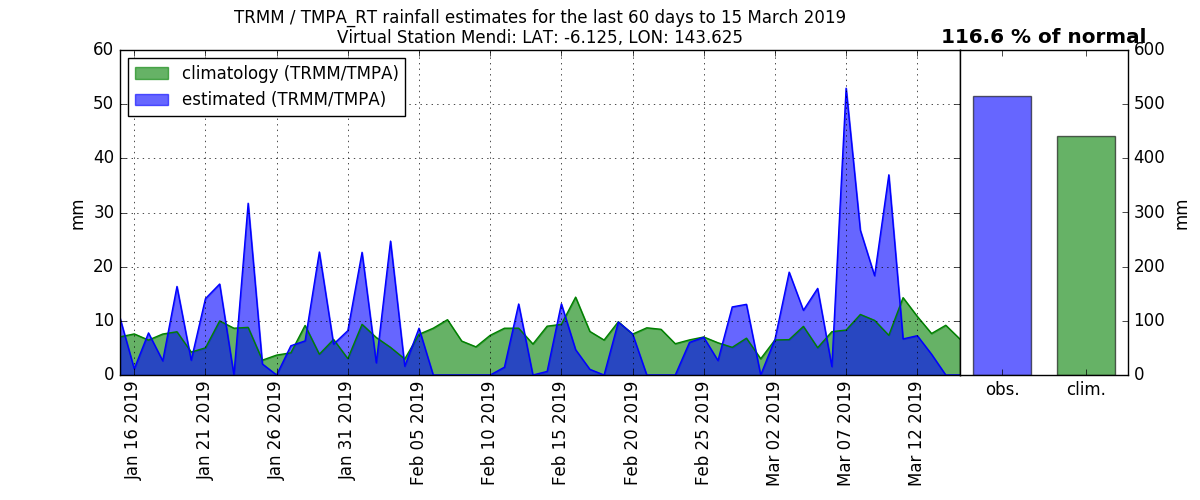 TRMM / TMPA_RT rainfall estimates for the last 60 days to 15 March 2019
Virtual Station Mendi: LAT: -6.125, LON: 143.625
116.6 % of normal
climatology (TRMM/TMPA)
estimated (TRMM/TMPA)
60
50
40
30
20
10
0
mm
Jan 16 2019
Jan 21 2019
Jan 26 2019
Jan 31 2019
Feb 05 2019
Feb 10 2019
Feb 15 2019
Feb 20 2019
Feb 25 2019
Mar 02 2019
Mar 07 2019
Mar 12 2019
obs.
clim.
600
500
400
300
200
100
0
mm